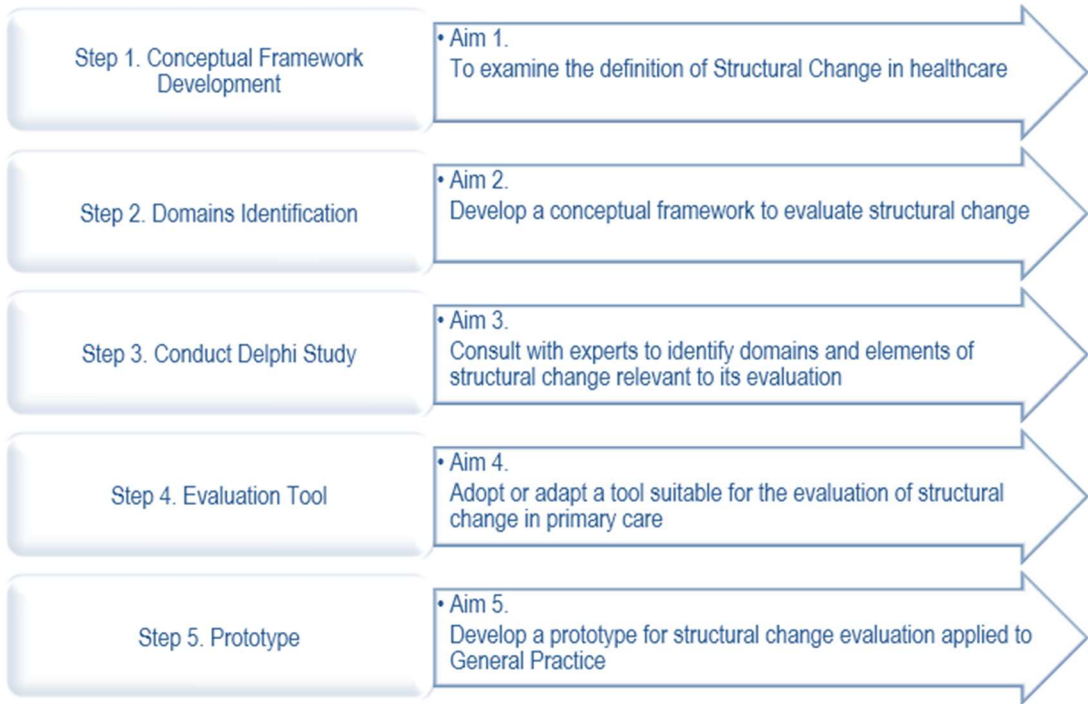 Step 1. Conceptual Framework
Development
• Aim 1.
To examine the definition of Structural Change in healthcare
Step 2. Domains Identification
• Aim 2.
Develop a conceptual framework to evaluate structural change
Step 3. Conduct Delphi Study
• Aim 3.
Consult with experts to identify domains and elements of
structural change relevant to its evaluation
Step 4. Evaluation Tool
• Aim 4.
Adopt or adapt a tool suitable for the evaluation of structural
change in primary care
Step 5. Prototype
• Aim 5.
Develop a prototype for structural change evaluation applied to
General Practice